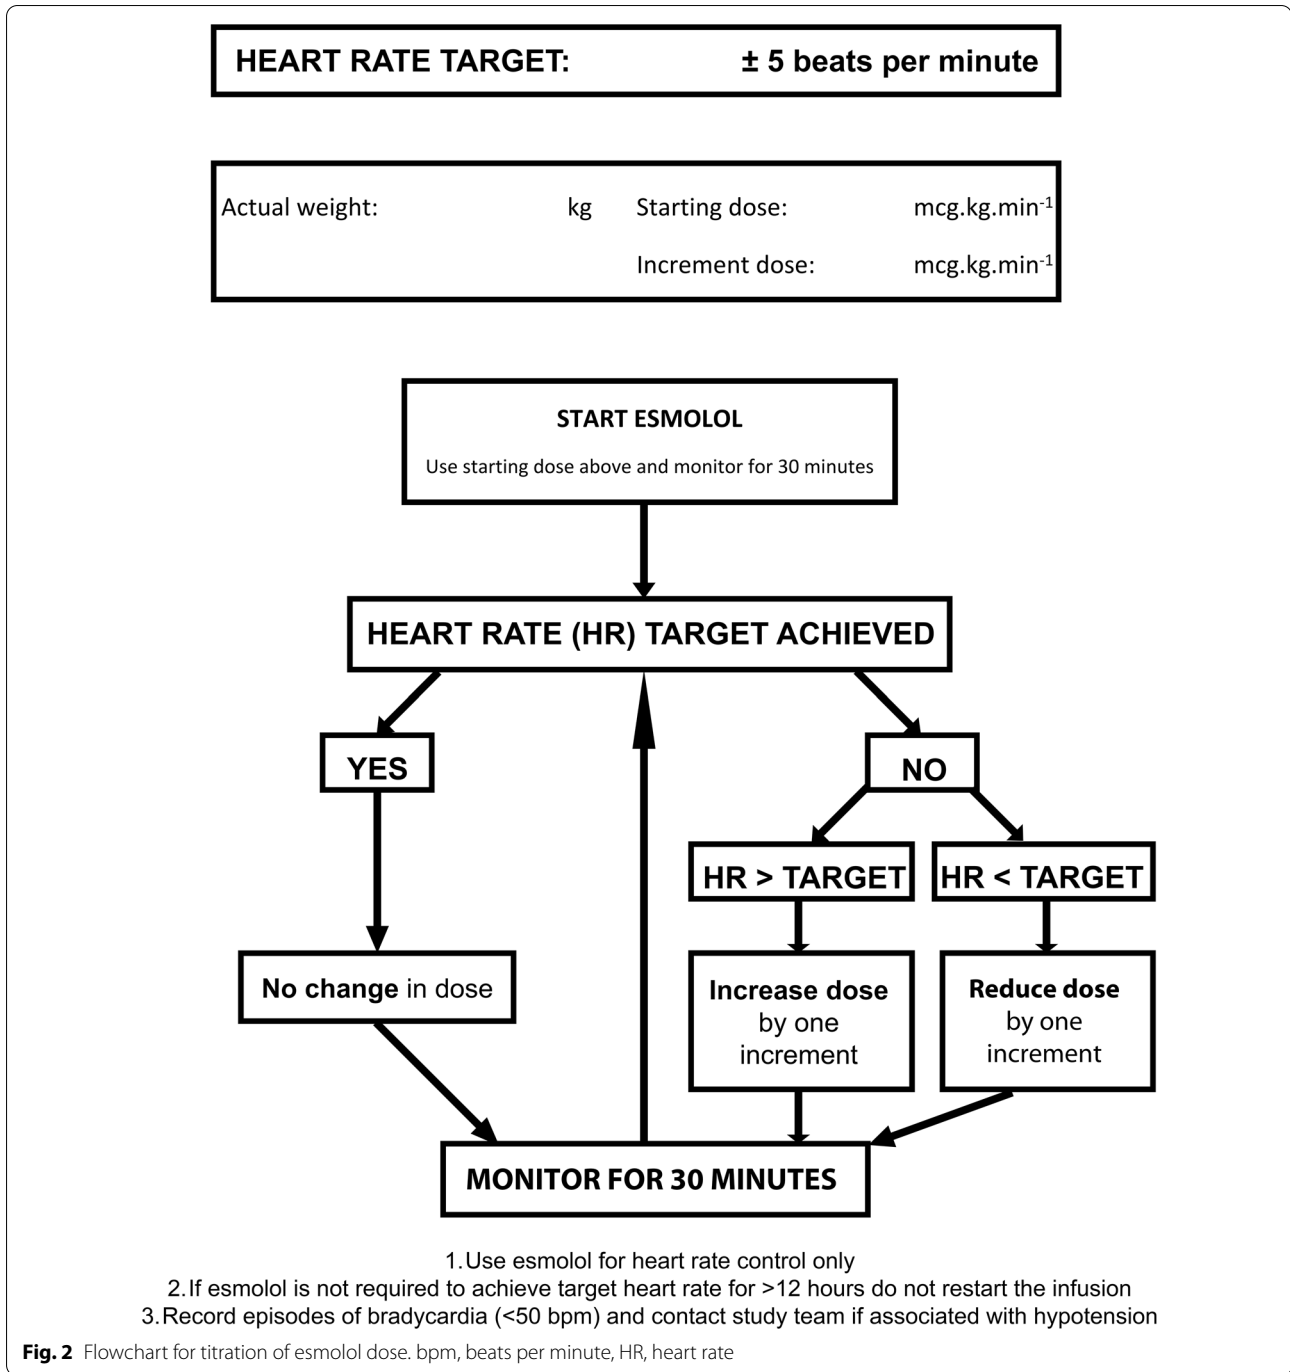 HEART RATE TARGET: ± 5 beats per minute
Actual weight: kg Starting dose: mcg.kg.min-1
Increment dose: mcg.kg.min-1
START ESMOLOL
Use starting dose above and monitor for 30 minutes
HEART RATE (HR) TARGET ACHIEVED
YES
NO
HR > TARGET
HR < TARGET
No change in dose
Increase dose
by one
increment
Reduce dose
by one
increment
MONITOR FOR 30 MINUTES
1.Use esmolol for heart rate control only
2.If esmolol is not required to achieve target heart rate for >12 hours do not restart the infusion
3.Record episodes of bradycardia (<50 bpm) and contact study team if associated with hypotension
Fig. 2 Flowchart for titration of esmolol dose. bpm, beats per minute, HR, heart rate